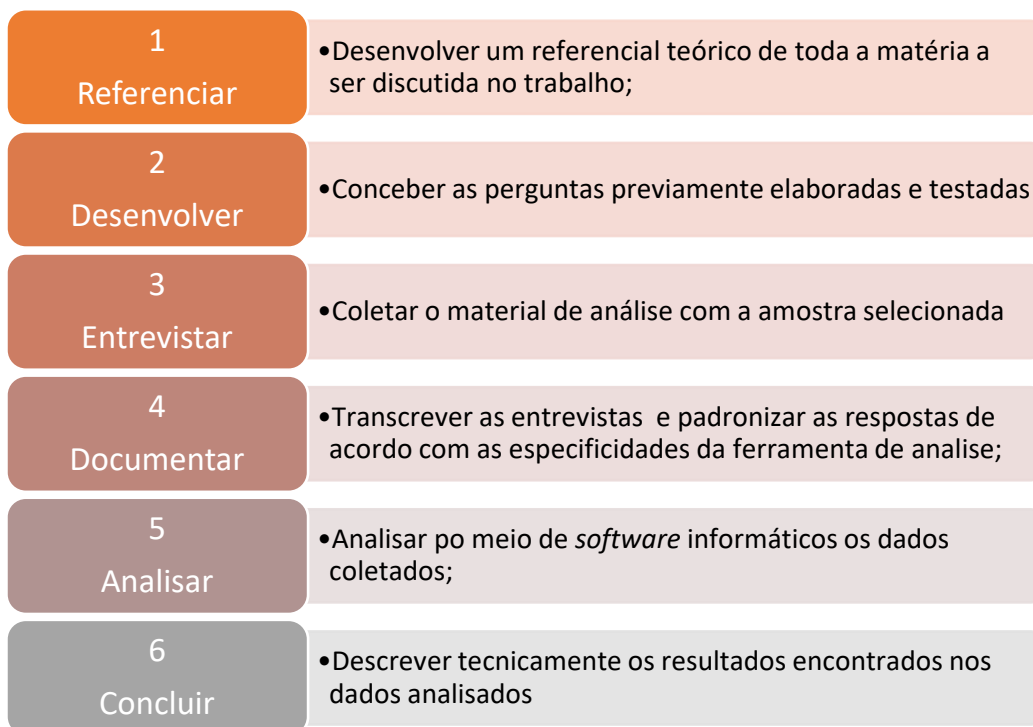 1
Referenciar
•Desenvolver um referencial teórico de toda a matéria a
ser discutida no trabalho;
2
Desenvolver
•Conceber as perguntas previamente elaboradas e testadas
3
Entrevistar
•Coletar o material de análise com a amostra selecionada
4
Documentar
•Transcrever as entrevistas e padronizar as respostas de
acordo com as especificidades da ferramenta de analise;
5
Analisar
•Analisar po meio de software informáticos os dados
coletados;
6
Concluir
•Descrever tecnicamente os resultados encontrados nos
dados analisados